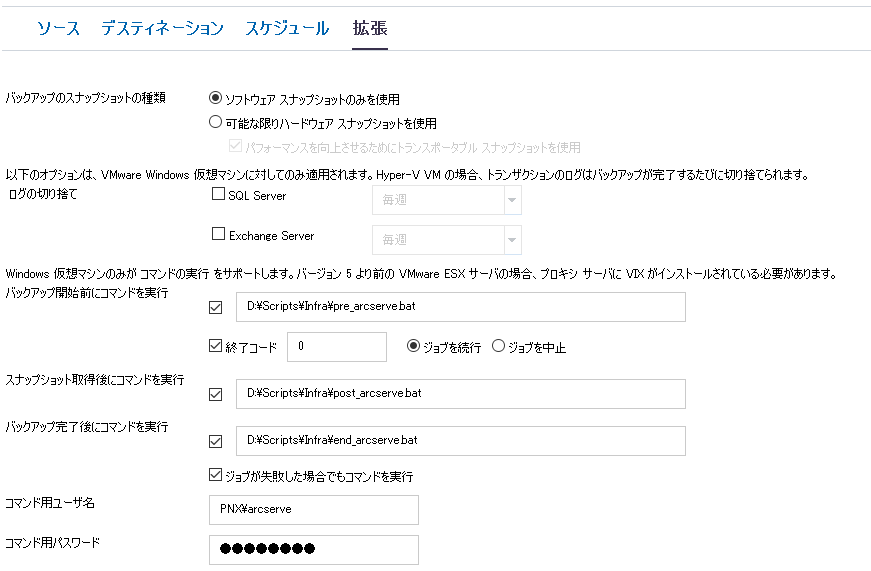 ソース デスティネーション スケジュール 拡張
バックアップのスナップショットの種類
ソフトウェア スナップショットのみを使用
可能な限りハードウェア スナップショットを使用
パフォーマンスを向上させるためにトランスポータブル スナップショットを使用
以下のオプションは、VMware Windows 仮想マシンに対してのみ適用されます。Hyper-V VM の場合、トランザクションのログはバックアップが完了するたびに切り捨てられます。
ログの切り捨て
SQL Server 毎週
Exchange Server 毎週
Windows 仮想マシンのみが コマンドの実行 をサポートします。バージョン 5 より前の VMware ESX サーバの場合、プロキシ サーバに VIX がインストールされている必要があります。
バックアップ開始前にコマンドを実行
D:¥Scripts¥Infra¥pre_arcserve.bat
終了コード 0 ジョブを続行 ジョブを中止
スナップショット取得後にコマンドを実行
D:¥Scripts¥Infra¥post_arcserve.bat
バックアップ完了後にコマンドを実行
D:¥Scripts¥Infra¥end_arcserve.bat
ジョブが失敗した場合でもコマンドを実行
コマンド用ユーザ名
PNX¥arcserve
コマンド用パスワード
●●●●●●●●